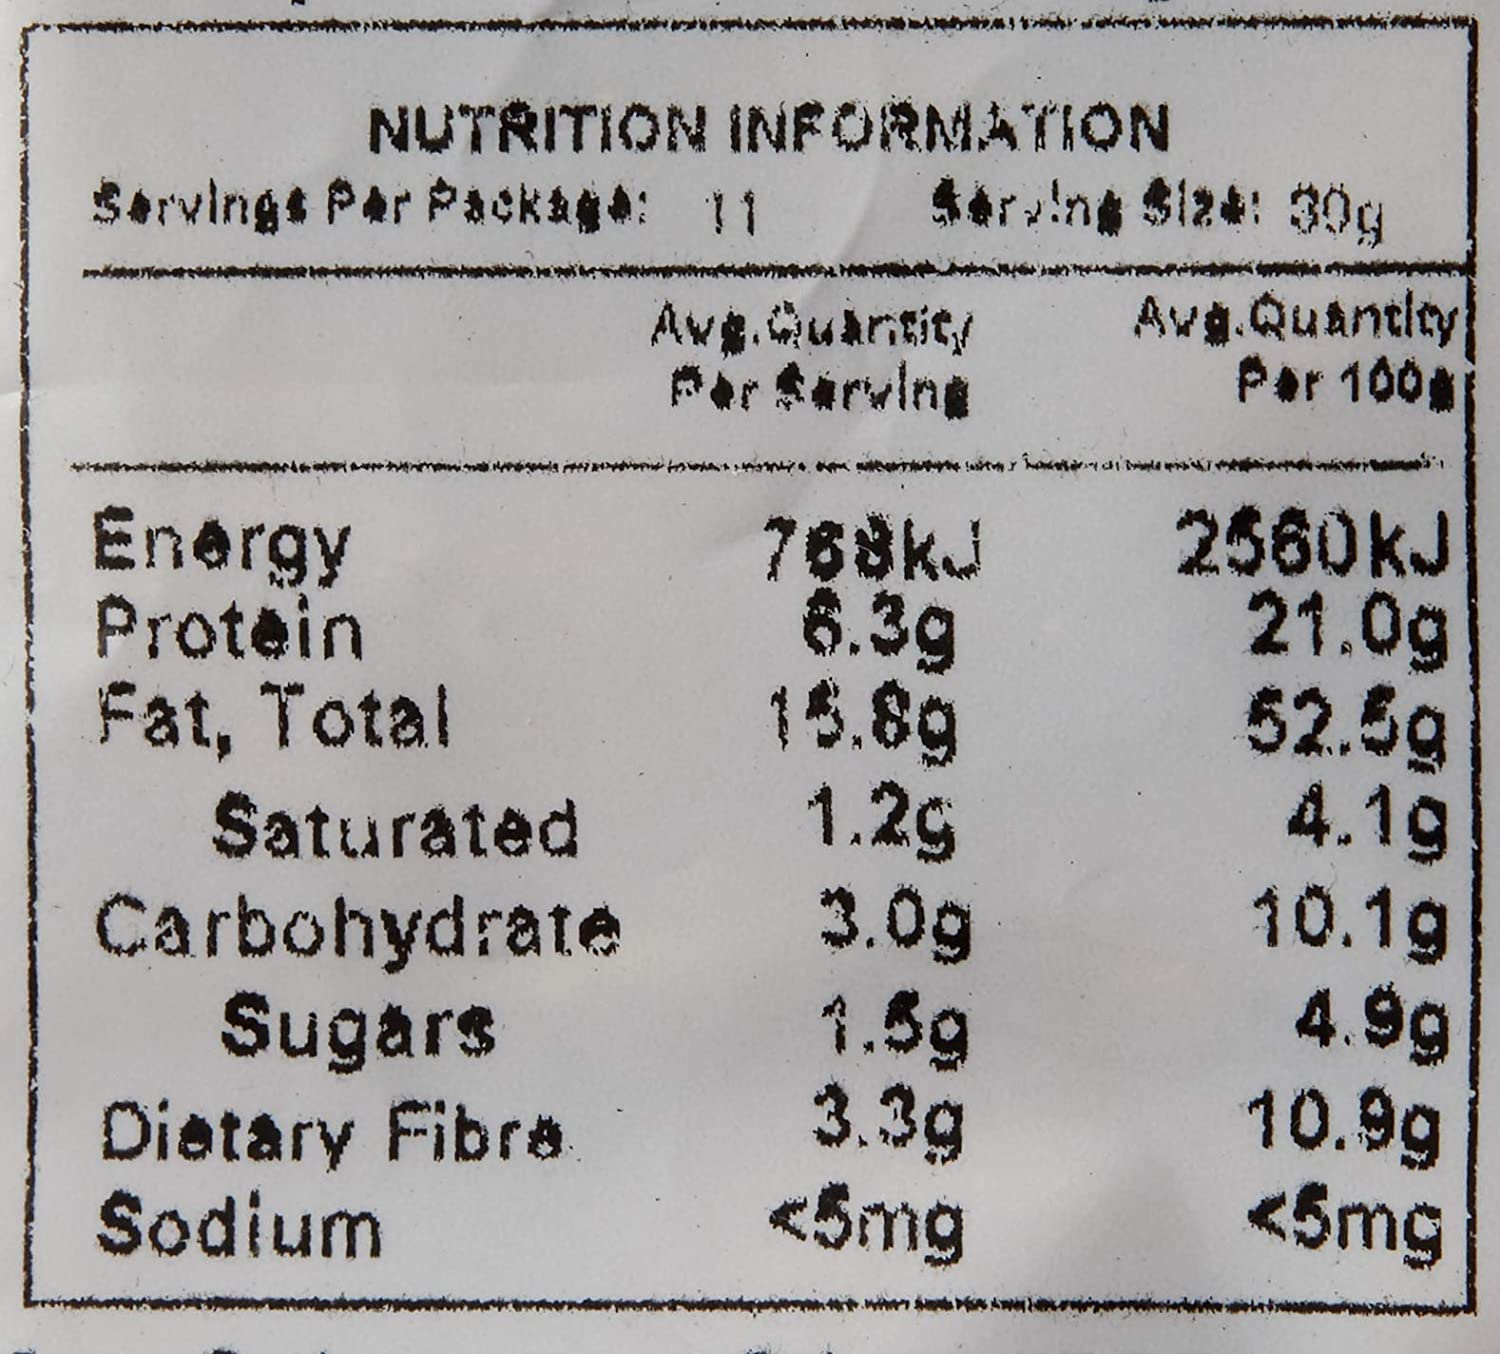 NUTRITION INFORMATION
Servings Per Package: 11 Serving Size: 30g
Avg.Quantity Avg.Quantity
Per Serving Per 100g
Energy 768kJ 2560kJ
Protein 6.3g 21.0g
Fat, Total 15.8g 52.5g
Saturated 1.2g 4.1g
Carbohydrate 3.0g 10.1g
Sugars 1.5g 4.9g
Dietary Fibre 3.3g 10.9g
Sodium <5mg <5mg